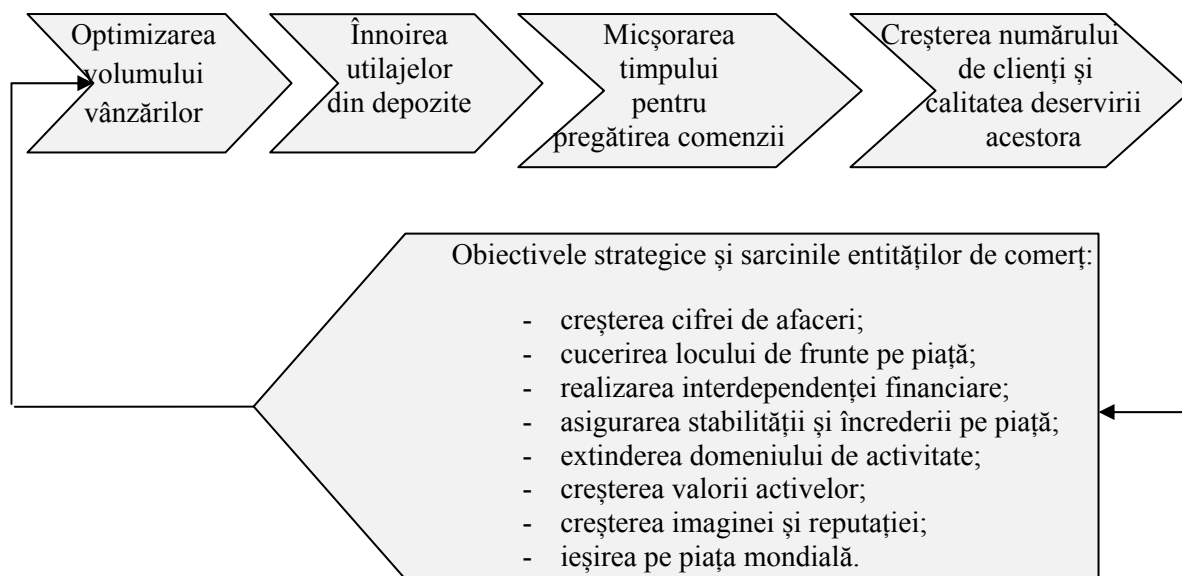 Optimizarea
volumului
vânzărilor
Înnoirea
utilajelor
din depozite
Micșorarea
timpului
pentru
pregătirea comenzii
Creșterea numărului
de clienți și
calitatea deservirii
acestora
Obiectivele strategice și sarcinile entităților de comerț:
- creșterea cifrei de afaceri;
- cucerirea locului de frunte pe piață;
- realizarea interdependenței financiare;
- asigurarea stabilității și încrederii pe piață;
- extinderea domeniului de activitate;
- creșterea valorii activelor;
- creșterea imaginei și reputației;
- ieșirea pe piața mondială.